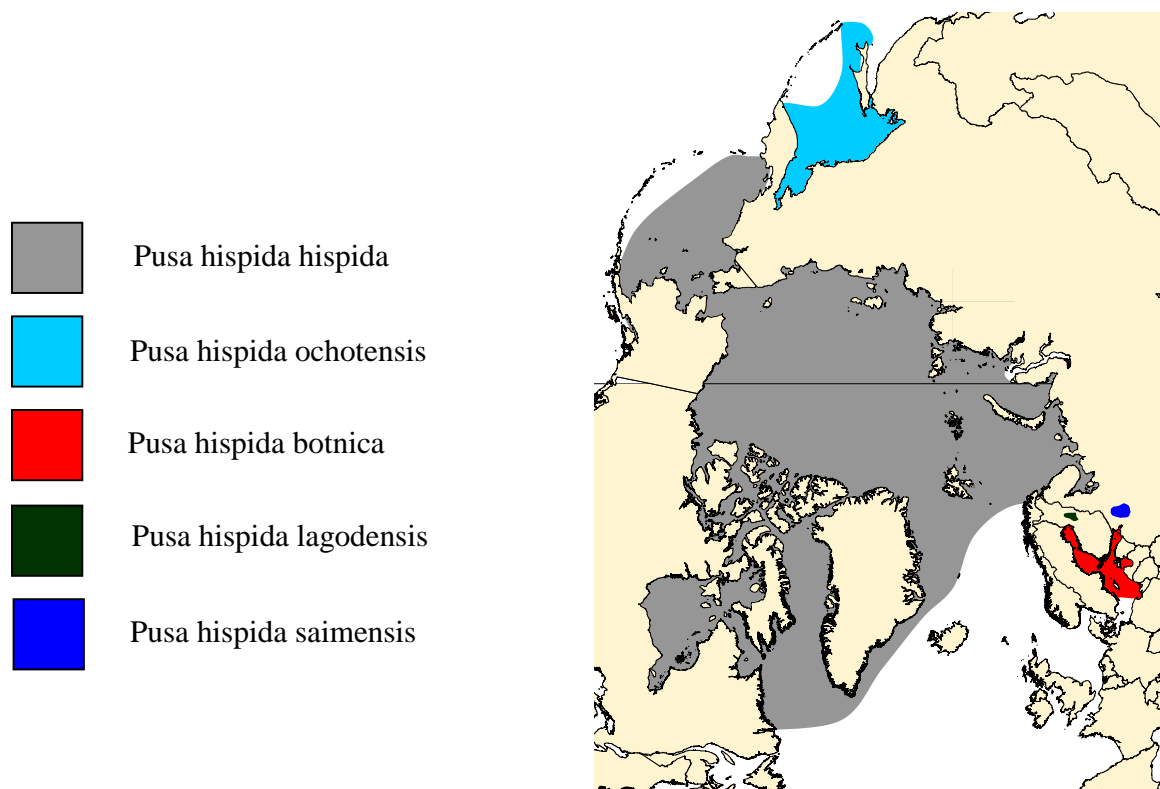 Pusa hispida hispida
Pusa hispida ochotensis
Pusa hispida botnica
Pusa hispida lagodensis
Pusa hispida saimensis